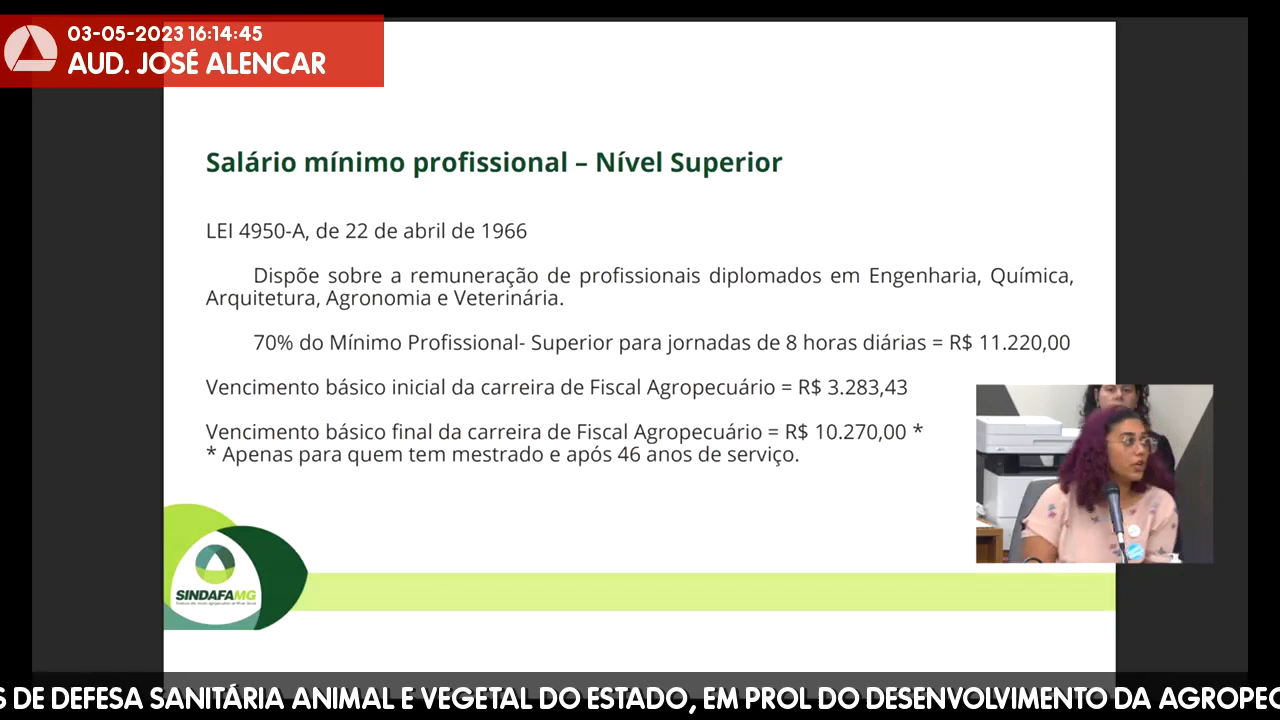 03-05-2023 16:14:45
AUD. JOSÉ ALENCAR
Salário mínimo profissional – Nível Superior
LEI 4950-A, de 22 de abril de 1966
Dispõe sobre a remuneração de profissionais diplomados em Engenharia, Química,
Arquitetura, Agronomia e Veterinária.
70% do Mínimo Profissional- Superior para jornadas de 8 horas diárias = R$ 11.220,00
Vencimento básico inicial da carreira de Fiscal Agropecuário = R$ 3.283,43
Vencimento básico final da carreira de Fiscal Agropecuário = R$ 10.270,00 *
* Apenas para quem tem mestrado e após 46 anos de serviço.
SINDAFAMG
S DE DEFESA SANITÁRIA ANIMAL E VEGETAL DO ESTADO, EM PROL DO DESENVOLVIMENTO DA AGROPEC